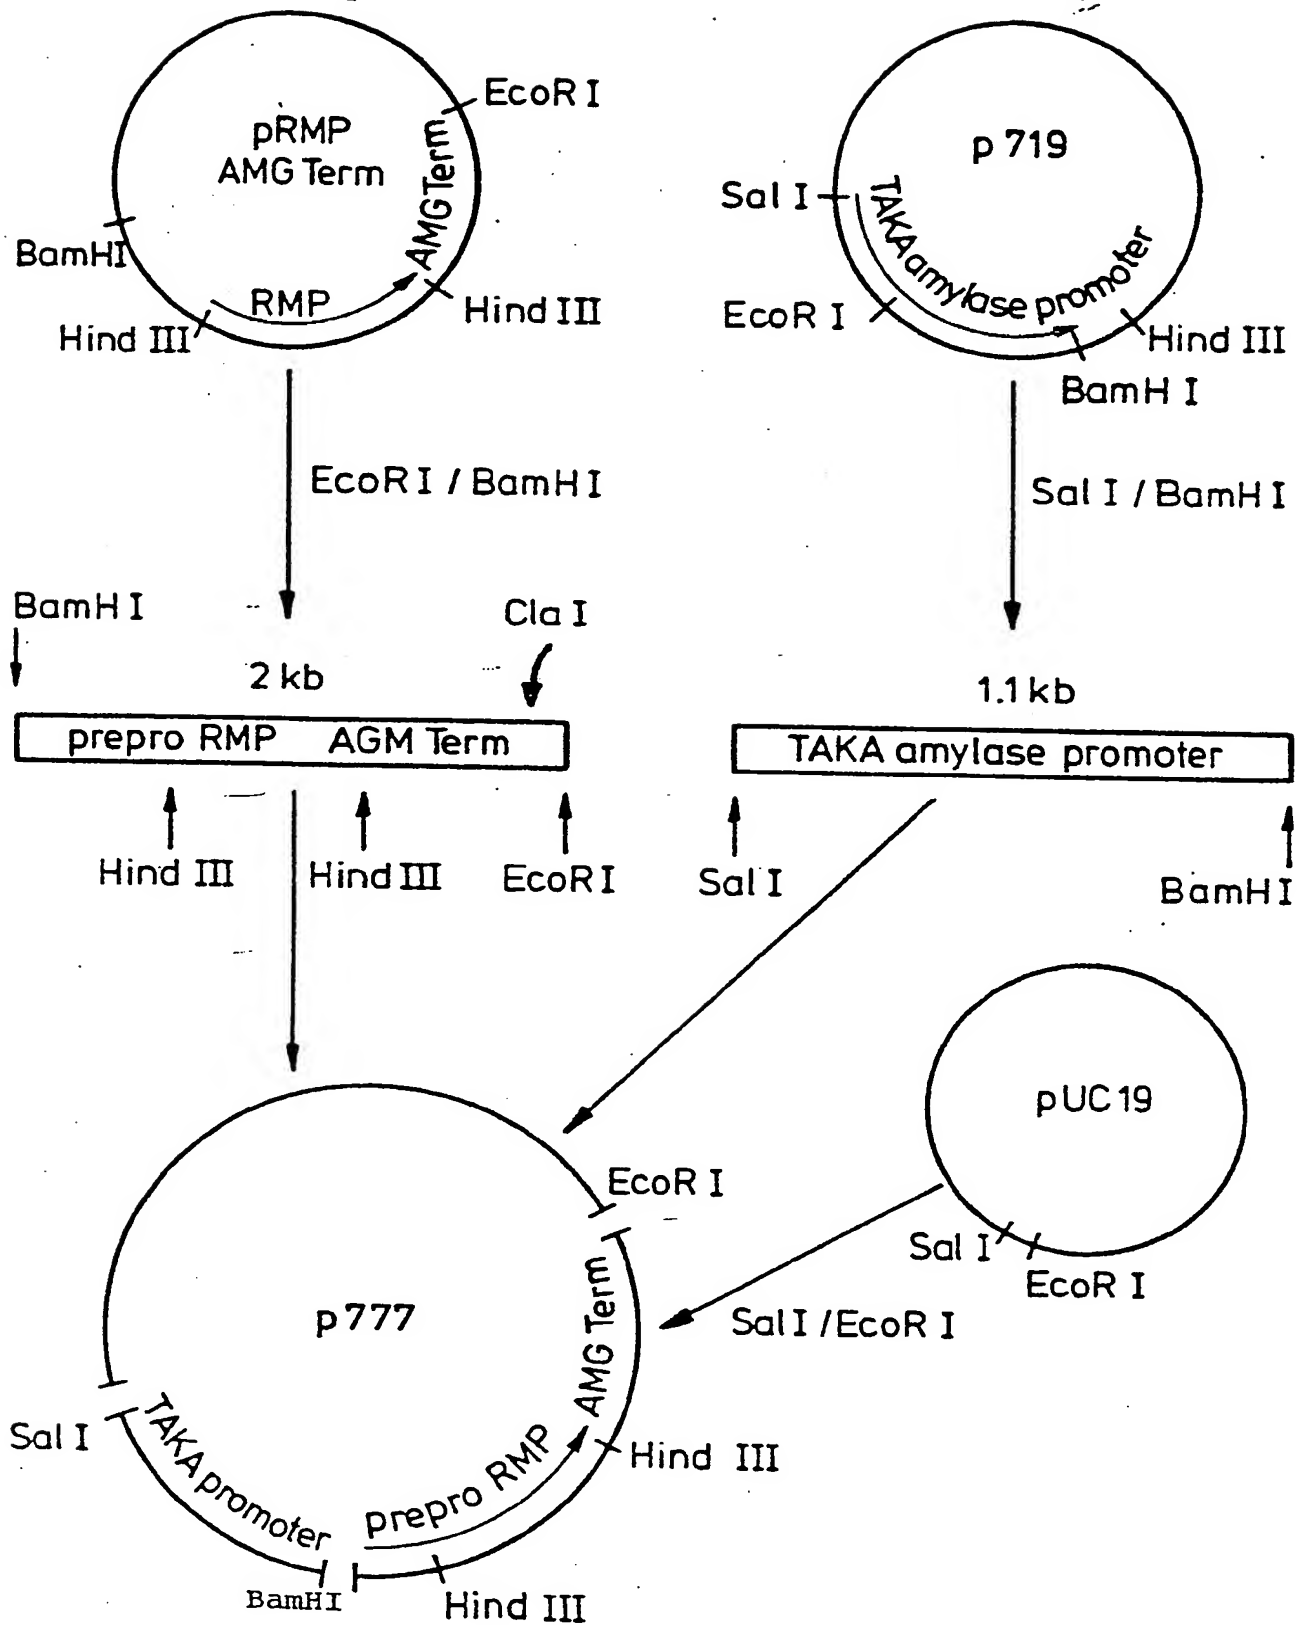 pRMP
AMG Term
EcoR I
AMG Term
BamHI
RMP
Hind III
Hind III
p 719
Sal I
TAKA amylase promoter
EcoR I
Hind III
BamH I
EcoR I / BamH I
Sal I / BamH I
BamH I
Cla I
2 kb
1.1 kb
prepro RMP AGM Term
TAKA amylase promoter
Hind III
Hind III
EcoR I
Sal I
BamH I
pUC19
EcoR I
Sal I
EcoR I
p777
AMG Term
Sal I / EcoR I
Sal I
TAKA promoter
prepro RMP
Hind III
BamHI
Hind III